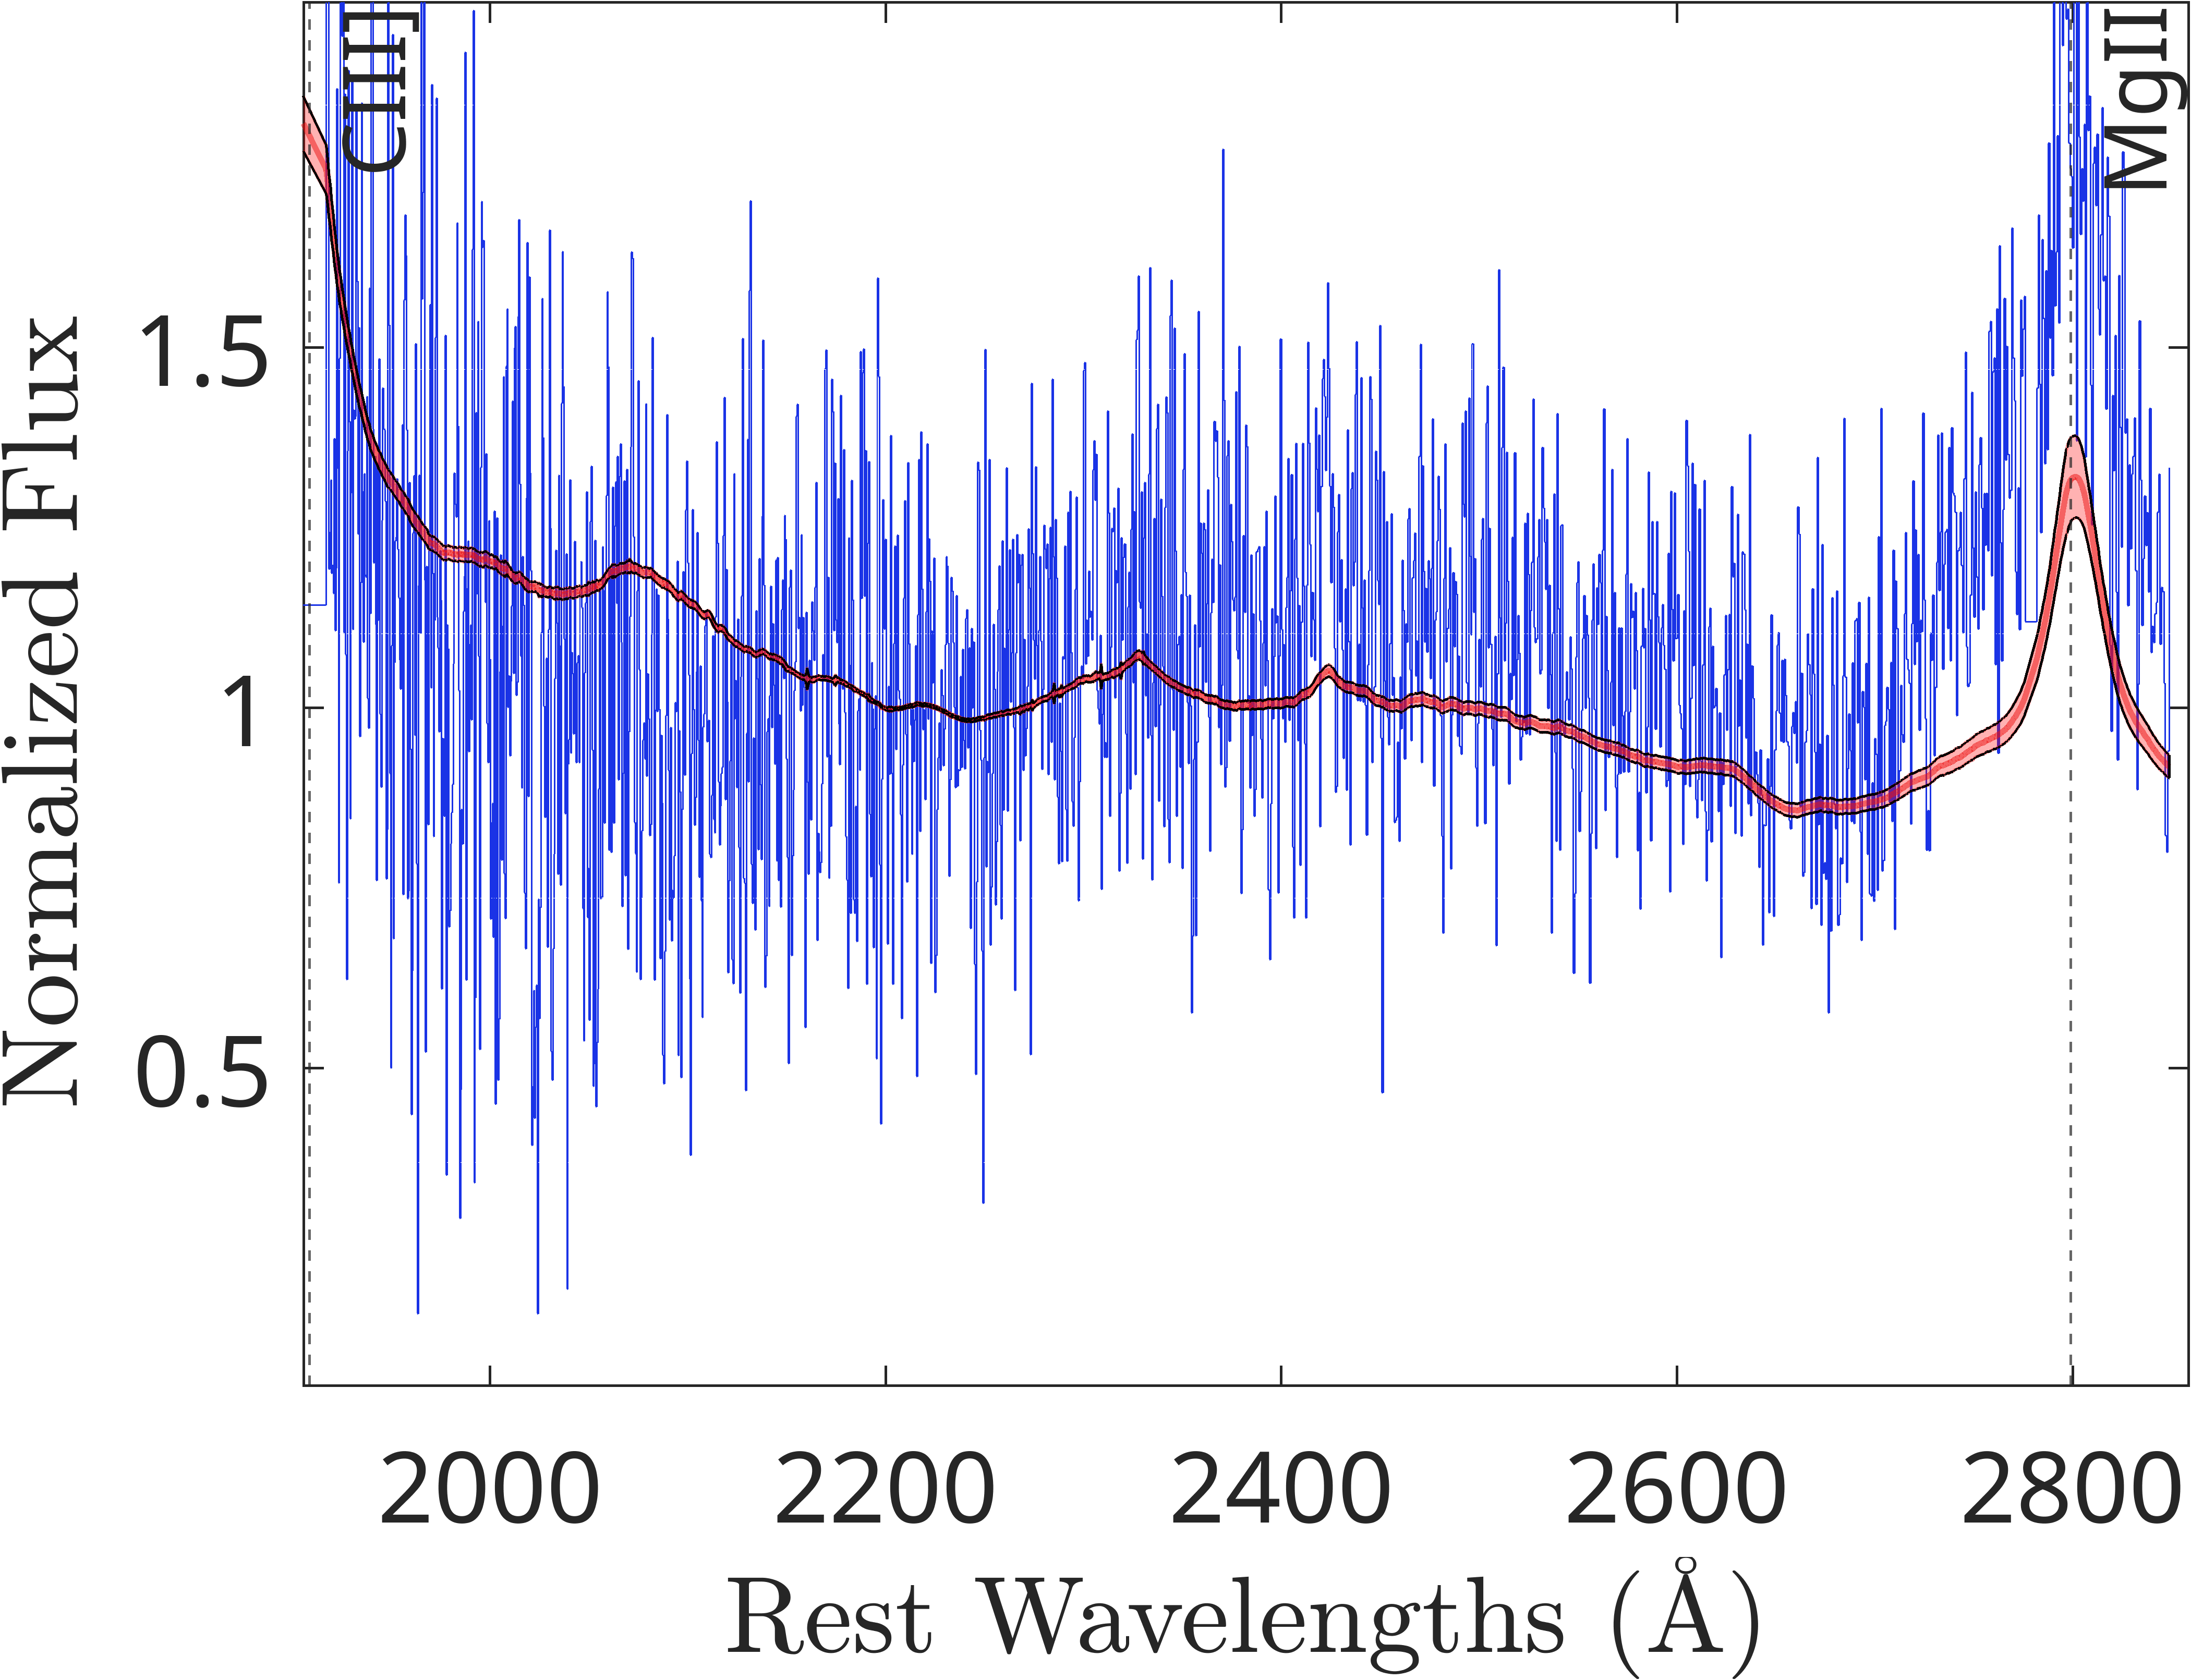 CIII]
MgII
Normalized Flux
1.5
1
0.5
2000 2200 2400 2600 2800
Rest Wavelengths (Å)